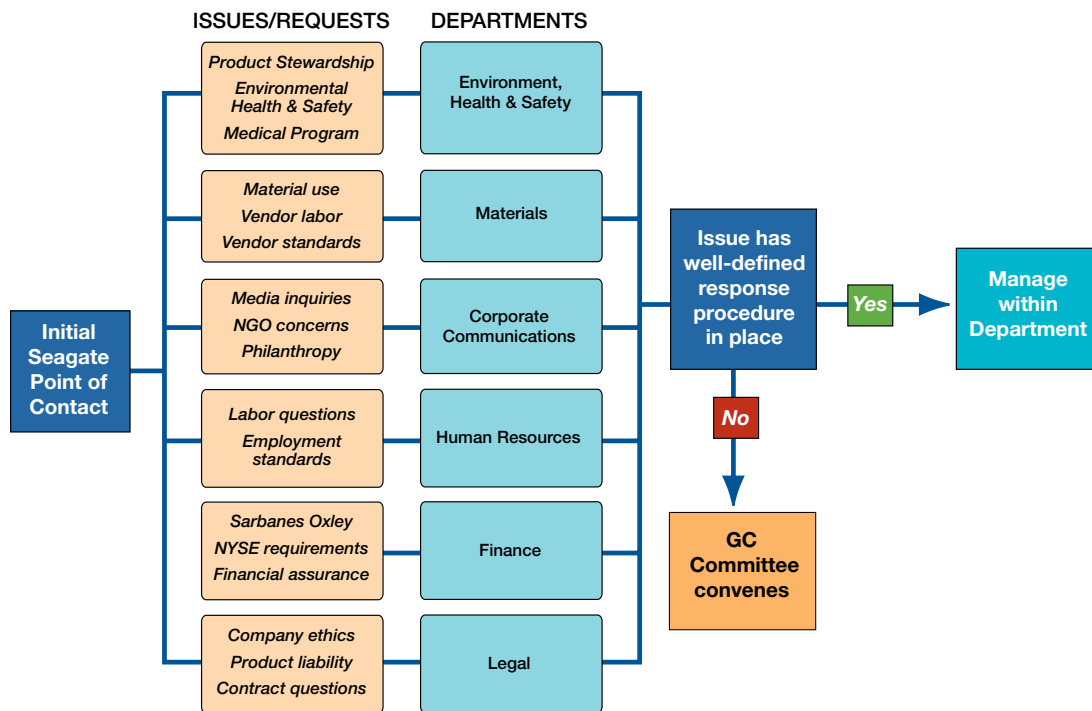 ISSUES/REQUESTS
DEPARTMENTS
Product Stewardship
Environmental
Health & Safety
Medical Program
Environment,
Health & Safety
Material use
Vendor labor
Vendor standards
Materials
Media inquiries
NGO concerns
Philanthropy
Corporate
Communications
Labor questions
Employment
standards
Human Resources
Sarbanes Oxley
NYSE requirements
Financial assurance
Finance
Company ethics
Product liability
Contract questions
Legal
Initial
Seagate
Point of
Contact
Issue has
well-defined
response
procedure
in place
Yes
Manage
within
Department
No
GC
Committee
convenes